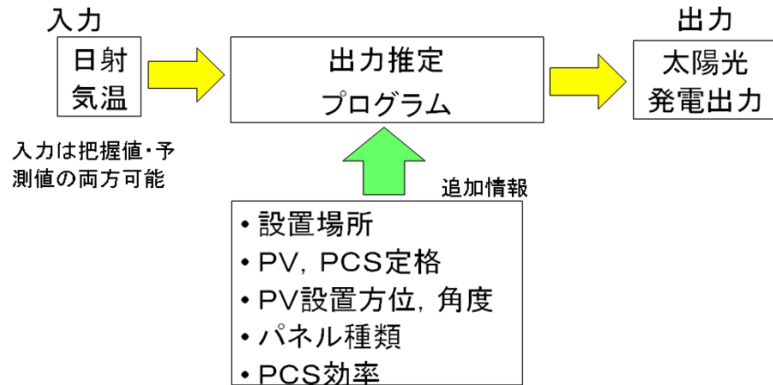 入力
出力
日射
気温
出力推定
プログラム
太陽光
発電出力
入力は把握値・予
測値の両方可能
追加情報
• 設置場所
• PV, PCS定格
• PV設置方位, 角度
• パネル種類
• PCS効率